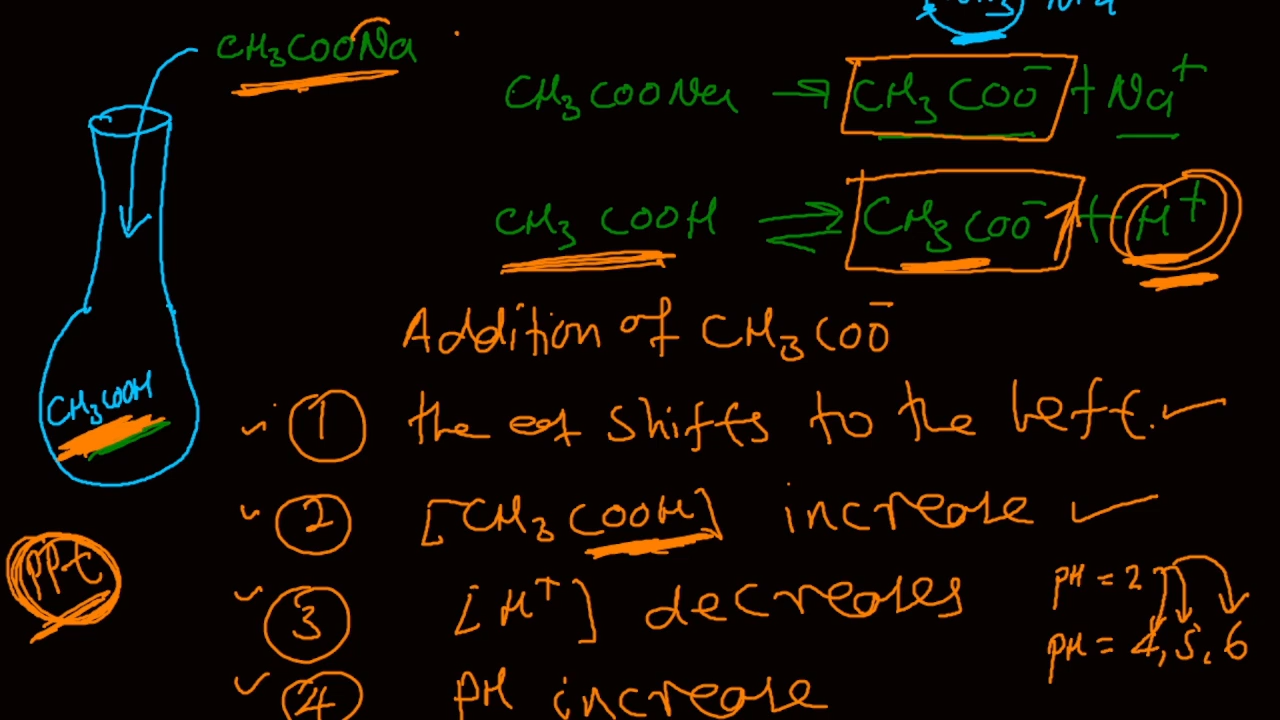 CH₃COONa
CH₃COONa → CH₃COO⁻ + Na⁺
CH₃COOH ⇌ CH₃COO⁻ + H⁺
Addition of CH₃COO⁻
CH₃COOH
① the eq shifts to the Left.
② [CH₃COOH] increase
PPt
③ [H⁺] decreases
PH = 2
PH = 4, 5, 6
④ PH increase